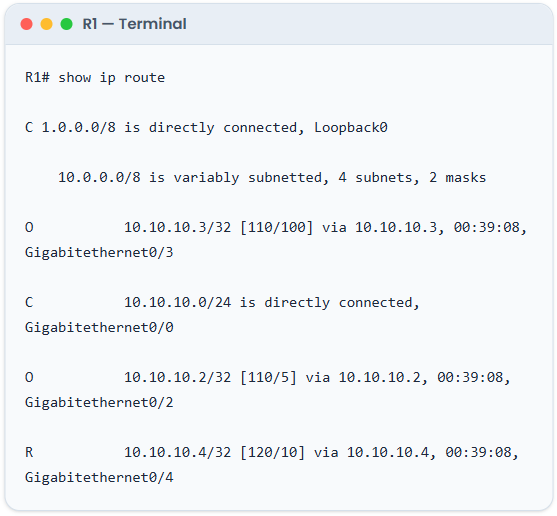 R1 — Terminal
R1# show ip route
C 1.0.0.0/8 is directly connected, Loopback0
10.0.0.0/8 is variably subnetted, 4 subnets, 2 masks
O 10.10.10.3/32 [110/100] via 10.10.10.3, 00:39:08,
Gigabitethernet0/3
C 10.10.10.0/24 is directly connected,
Gigabitethernet0/0
O 10.10.10.2/32 [110/5] via 10.10.10.2, 00:39:08,
Gigabitethernet0/2
R 10.10.10.4/32 [120/10] via 10.10.10.4, 00:39:08,
Gigabitethernet0/4